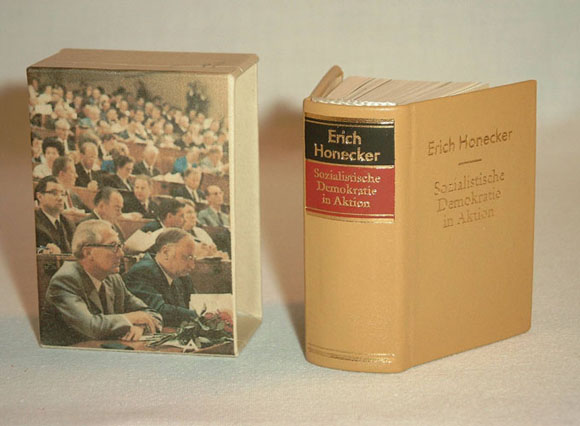 Erich
Honecker
Sozialistische
Demokratie
in Aktion
Erich Honecker
Sozialistische
Demokratie
in Aktion